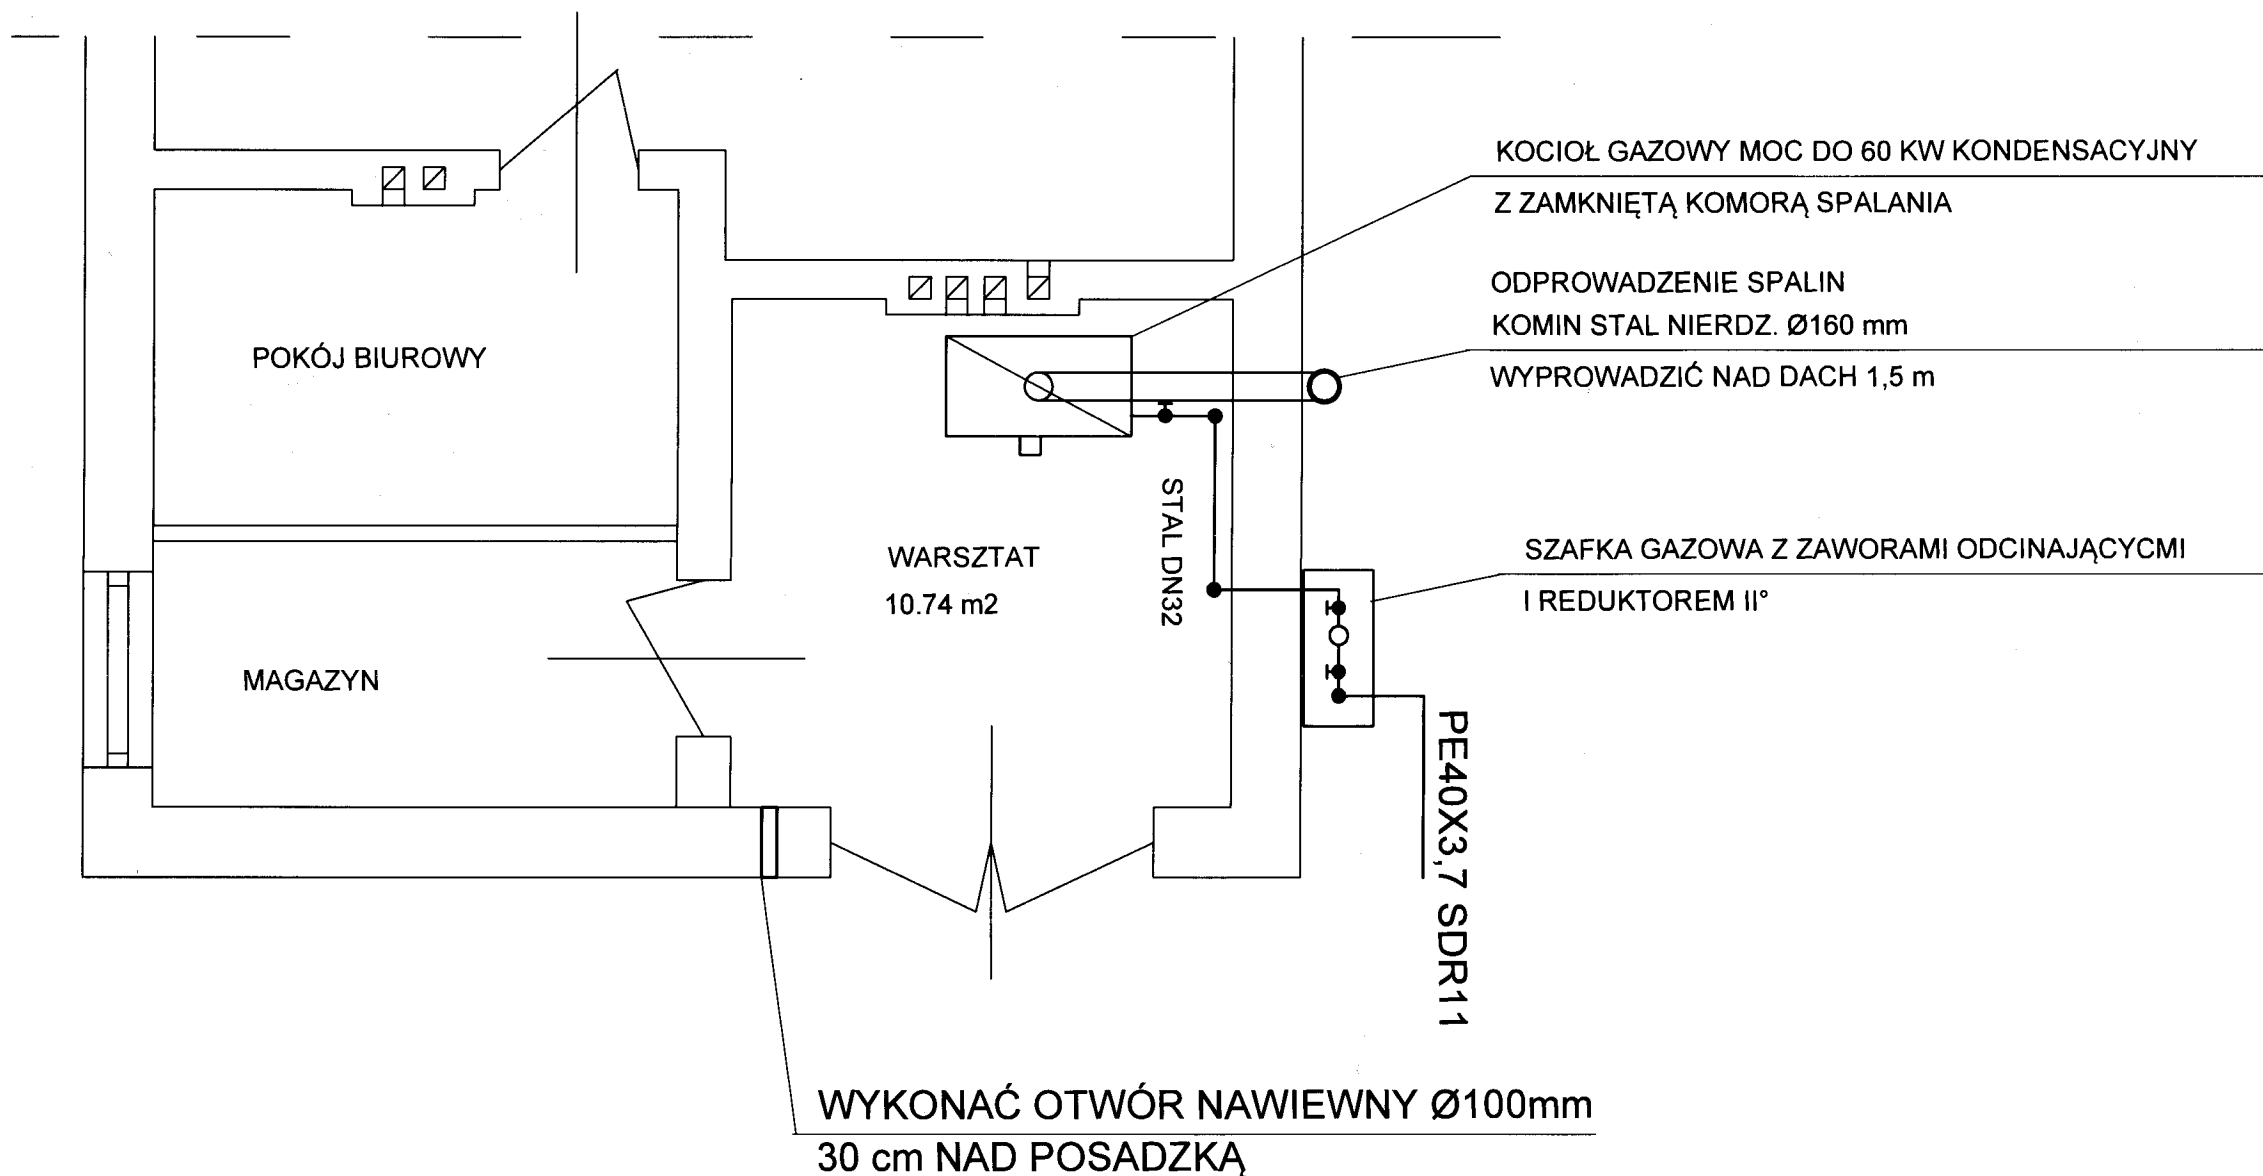 KOCIOŁ GAZOWY MOC DO 60 KW KONDENSACYJNY
Z ZAMKNIĘTĄ KOMORĄ SPALANIA
ODPROWADZENIE SPALIN
KOMIN STAL NIERDZ. Ø160 mm
WYPROWADZIĆ NAD DACH 1,5 m
POKÓJ BIUROWY
STAL DN32
WARSZTAT
10.74 m2
SZAFKA GAZOWA Z ZAWORAMI ODCINAJĄCYCMI
I REDUKTOREM II°
MAGAZYN
PE40X3,7 SDR11
WYKONAĆ OTWÓR NAWIEWNY Ø100mm
30 cm NAD POSADZKĄ